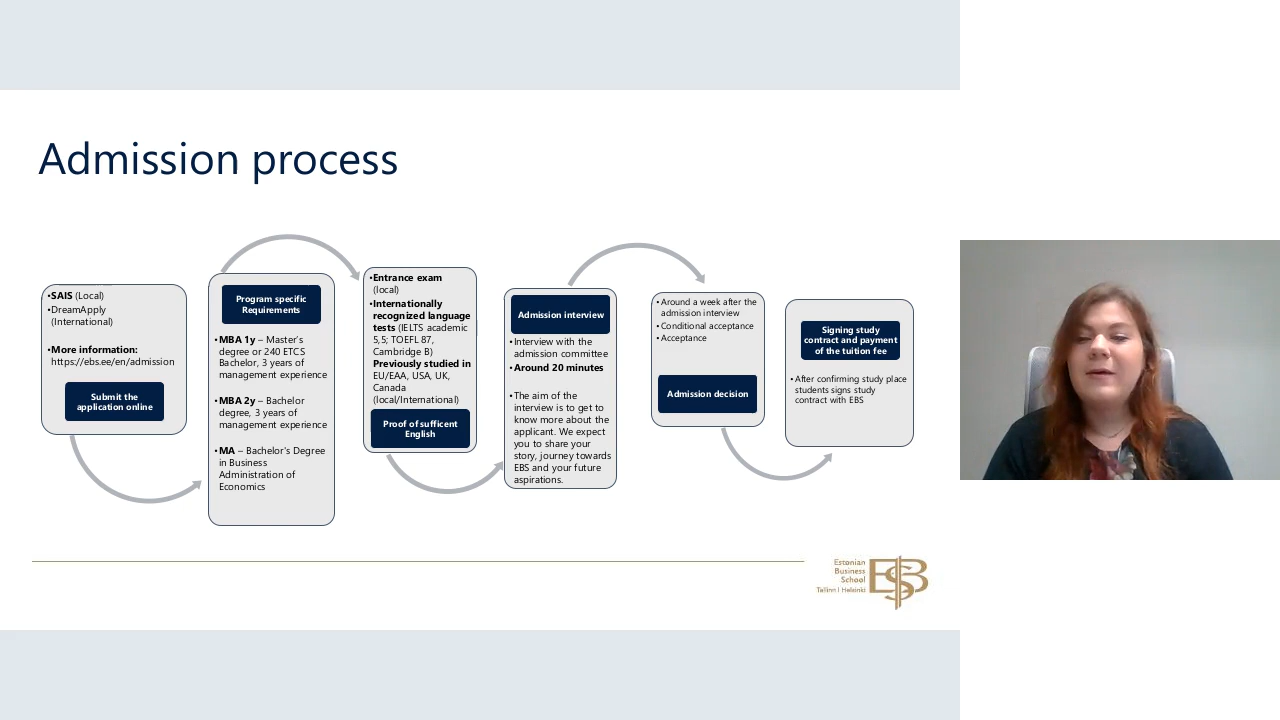 Admission process
•SAIS (Local)
•DreamApply
(International)
•More information:
https://ebs.ee/en/admission
Submit the
application online
Program specific
Requirements
•MBA 1y – Master's
degree or 240 ETCS
Bachelor, 3 years of
management experience
•MBA 2y – Bachelor
degree, 3 years of
management experience
•MA – Bachelor's Degree
in Business
Administration of
Economics
•Entrance exam
(local)
•Internationally
recognized language
tests (IELTS academic
5,5; TOEFL 87,
Cambridge B)
Previously studied in
EU/EAA, USA, UK,
Canada
(local/International)
Proof of sufficent
English
Admission interview
•Interview with the
admission committee
•Around 20 minutes
•The aim of the
interview is to get to
know more about the
applicant. We expect
you to share your
story, journey towards
EBS and your future
aspirations.
•Around a week after the
admission interview
•Conditional acceptance
•Acceptance
Admission decision
Signing study
contract and payment
of the tuition fee
•After confirming study place
students signs study
contract with EBS
Estonian
Business
School
Tallinn | Helsinki
EBS